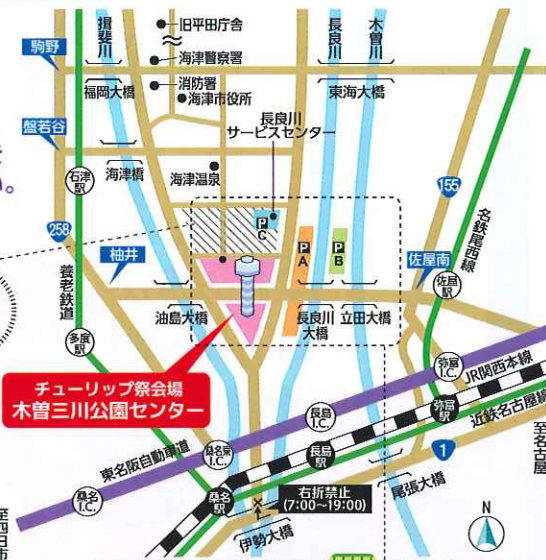 旧平田庁舎
揖斐川
長良川
木曽川
駒野
海津警察署
福岡大橋
消防署
海津市役所
東海大橋
長良川
サービスセンター
盤若谷
海津橋
海津温泉
石津駅
155
258
P
C
P
A
P
B
名鉄尾西線
柚井
佐屋南
養老鉄道
佐屋駅
油島大橋
長良川大橋
立田大橋
多度駅
弥富I.C.
JR関西本線
チューリップ祭会場
木曽三川公園センター
長島I.C.
弥富駅
近鉄名古屋線
至名古屋
東名阪自動車道
桑名東I.C.
長島駅
1
桑名I.C.
桑名駅
右折禁止
(7:00~19:00)
尾張大橋
伊勢大橋
至四日市
N